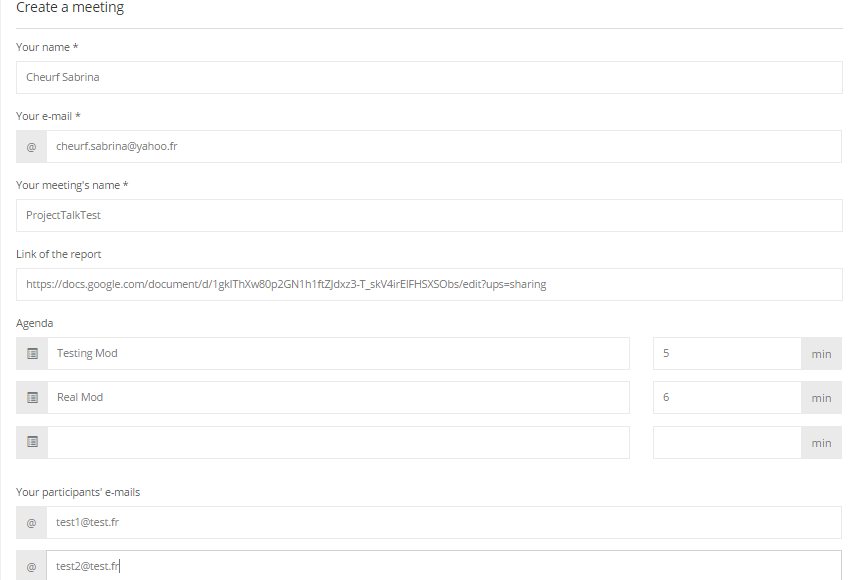 Create a meeting
Your name *
Cheurf Sabrina
Your e-mail *
@ cheurf.sabrina@yahoo.fr
Your meeting's name *
ProjectTalkTest
Link of the report
https://docs.google.com/document/d/1gkIThXw80p2GN1h1ftZJdxz3-T_skV4irEIFHSXSObs/edit?ups=sharing
Agenda
Testing Mod 5 min
Real Mod 6 min
min
Your participants' e-mails
@ test1@test.fr
@ test2@test.fr